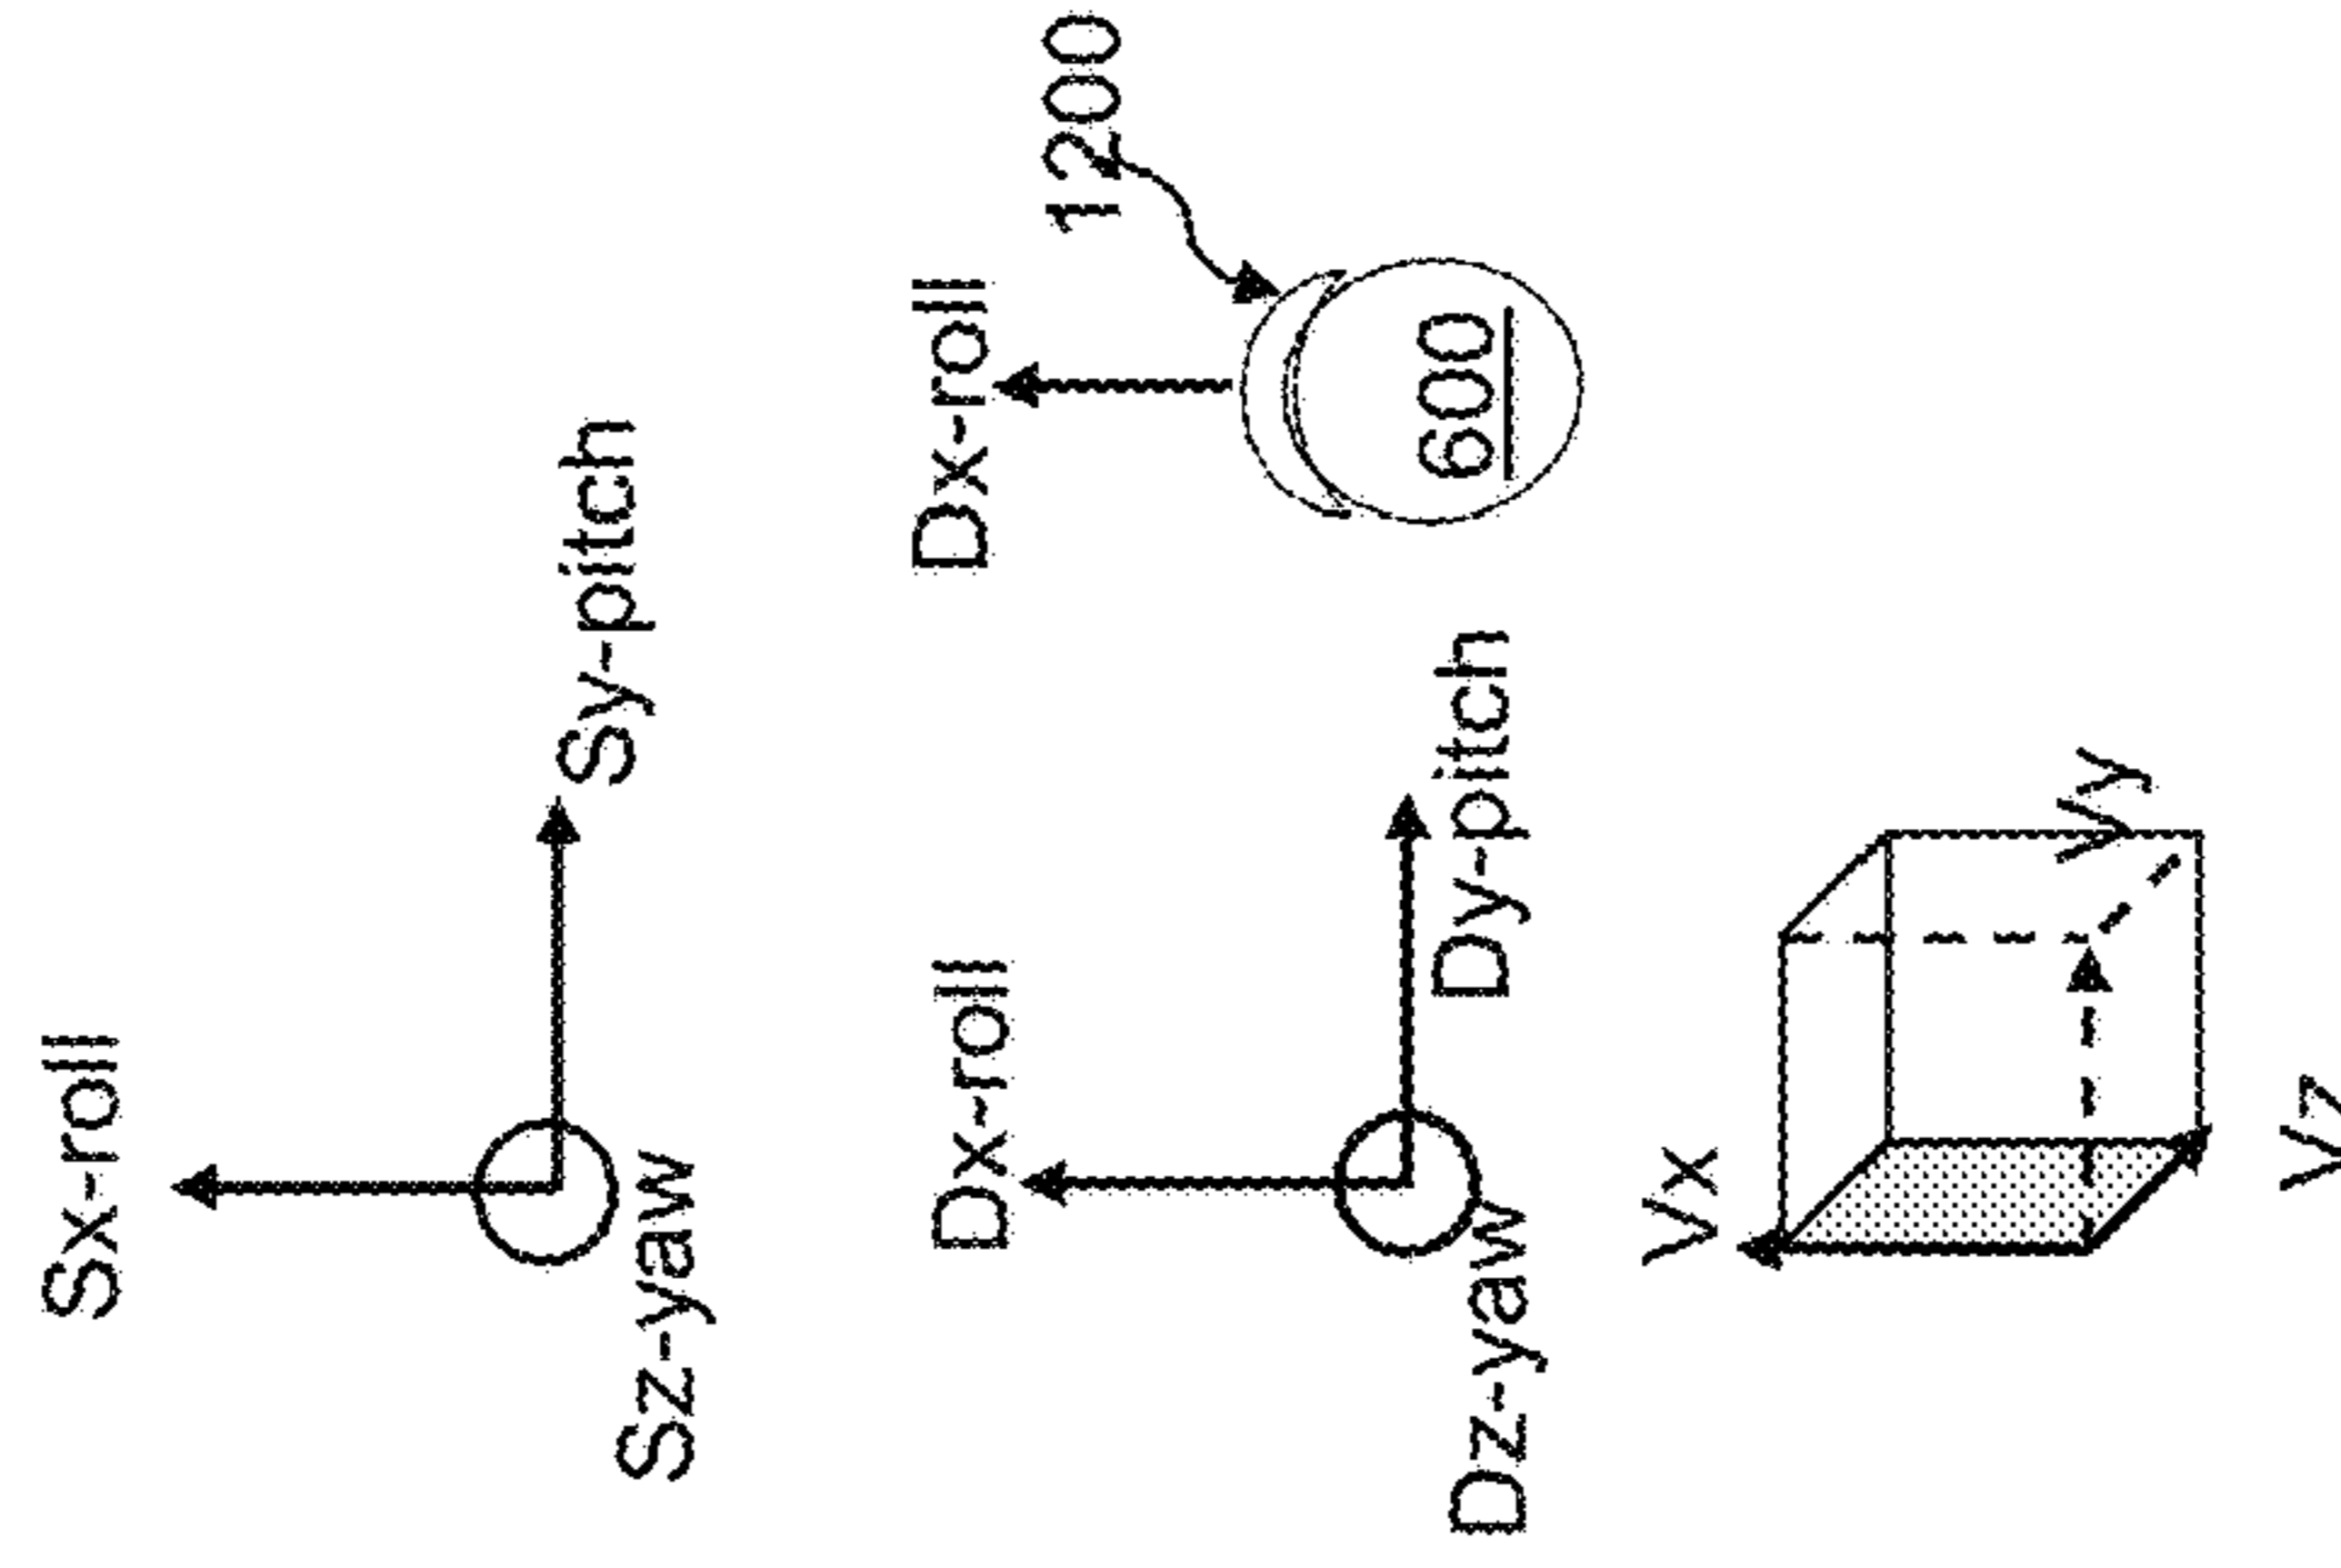 Sx-roll
Sz-yaw
Sy-pitch
Dx-roll
Dx-roll
1200
Dz-yaw
Dy-pitch
600
Vx
Vy
Vz